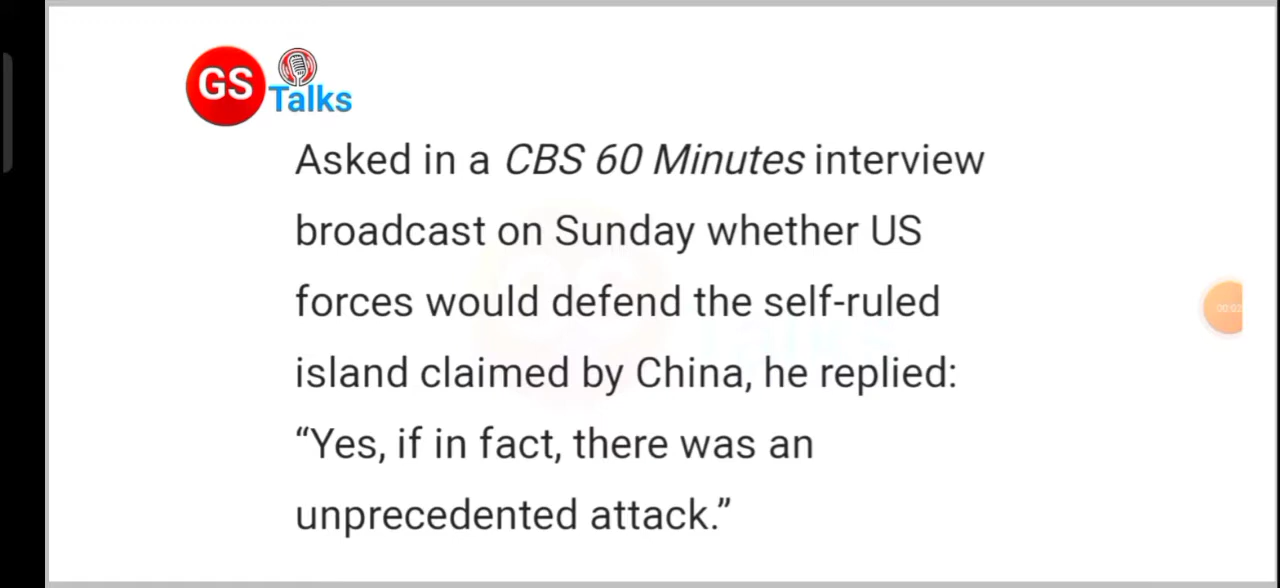 GS
Talks
Asked in a CBS 60 Minutes interview
broadcast on Sunday whether US
forces would defend the self-ruled
island claimed by China, he replied:
“Yes, if in fact, there was an
unprecedented attack.”